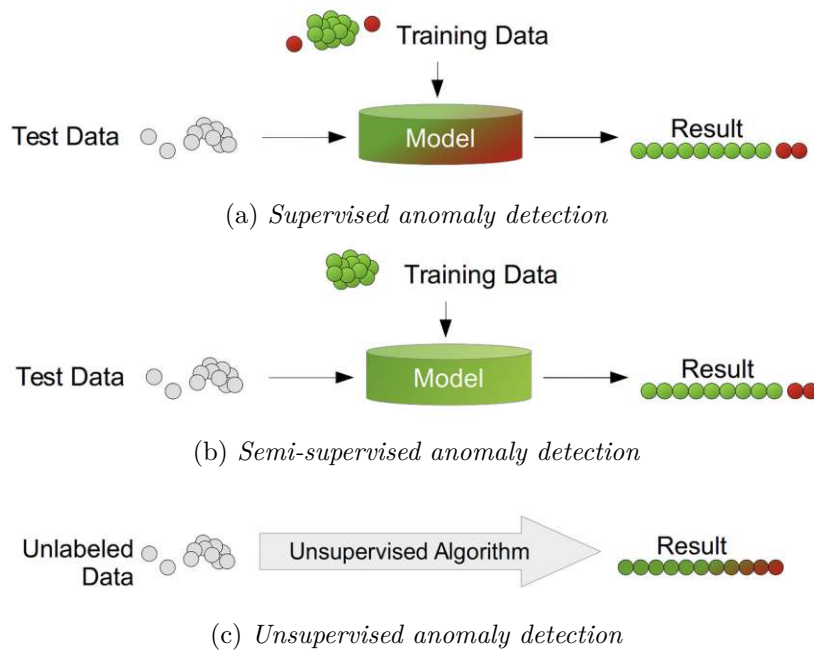 Training Data
Test Data
Model
Result
(a) Supervised anomaly detection
Training Data
Test Data
Model
Result
(b) Semi-supervised anomaly detection
Unlabeled
Data
Unsupervised Algorithm
Result
(c) Unsupervised anomaly detection